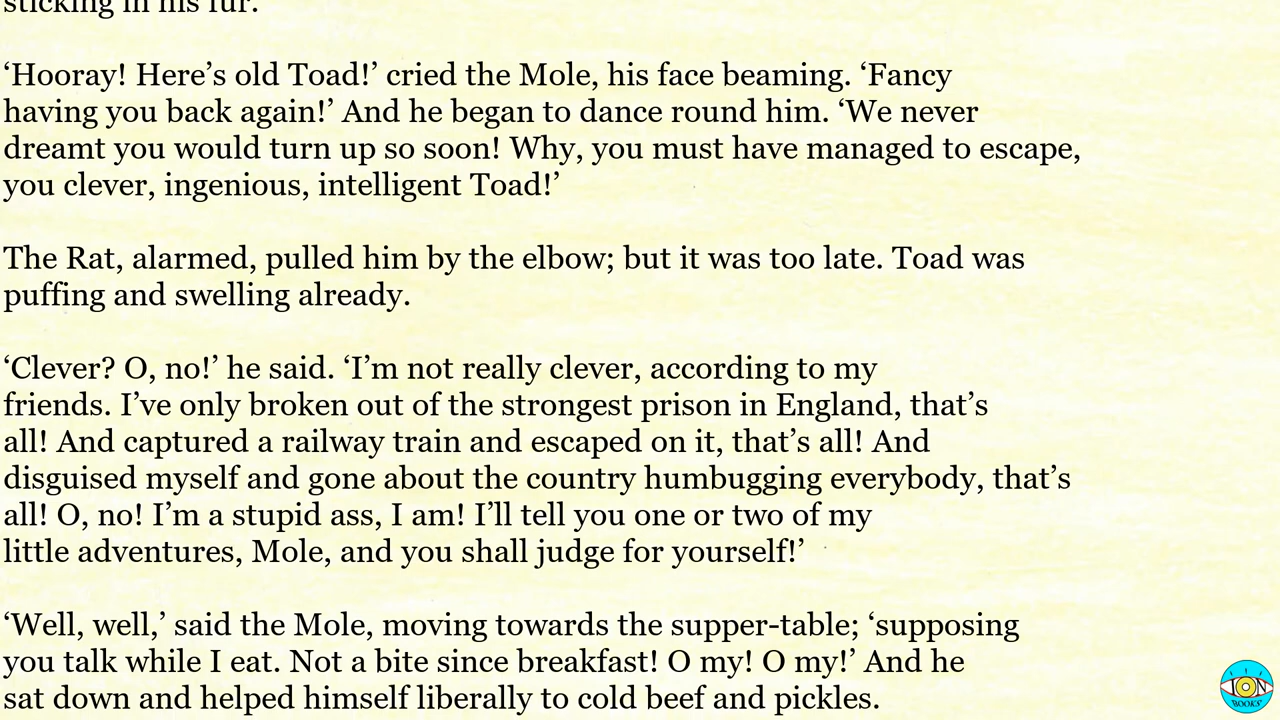 sticking in his fur.
‘Hooray! Here’s old Toad!’ cried the Mole, his face beaming. ‘Fancy
having you back again!’ And he began to dance round him. ‘We never
dreamt you would turn up so soon! Why, you must have managed to escape,
you clever, ingenious, intelligent Toad!’
The Rat, alarmed, pulled him by the elbow; but it was too late. Toad was
puffing and swelling already.
‘Clever? O, no!’ he said. ‘I’m not really clever, according to my
friends. I’ve only broken out of the strongest prison in England, that’s
all! And captured a railway train and escaped on it, that’s all! And
disguised myself and gone about the country humbugging everybody, that’s
all! O, no! I’m a stupid ass, I am! I’ll tell you one or two of my
little adventures, Mole, and you shall judge for yourself!’
‘Well, well,’ said the Mole, moving towards the supper-table; ‘supposing
you talk while I eat. Not a bite since breakfast! O my! O my!’ And he
sat down and helped himself liberally to cold beef and pickles.
ION
BOOKS